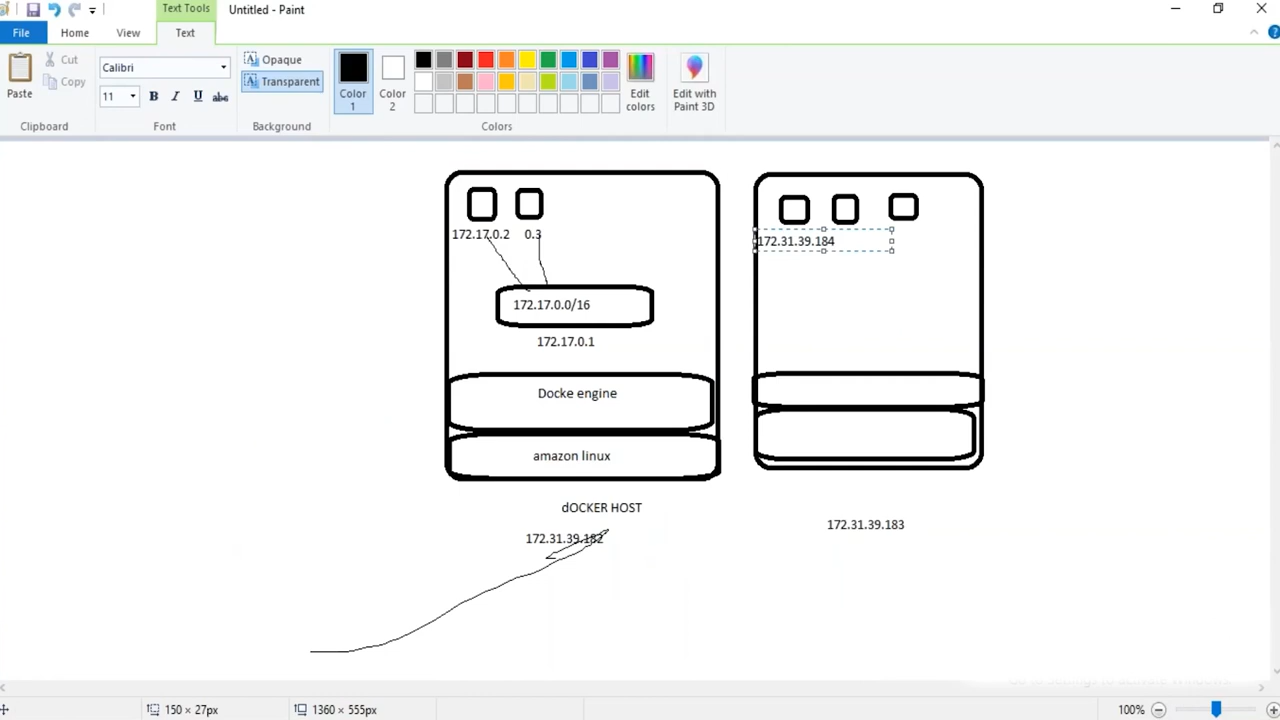 Text Tools
Untitled - Paint
File
Home
View
Text
Paste
Cut
Copy
Clipboard
Calibri
11
B
I
U
abc
Font
Opaque
Transparent
Background
Color
1
Color
2
Edit
colors
Colors
Edit with
Paint 3D
172.17.0.2
0.3
172.17.0.0/16
172.17.0.1
Docke engine
amazon linux
dOCKER HOST
172.31.39.182
172.31.39.184
172.31.39.183
150 × 27px
1360 × 555px
100%